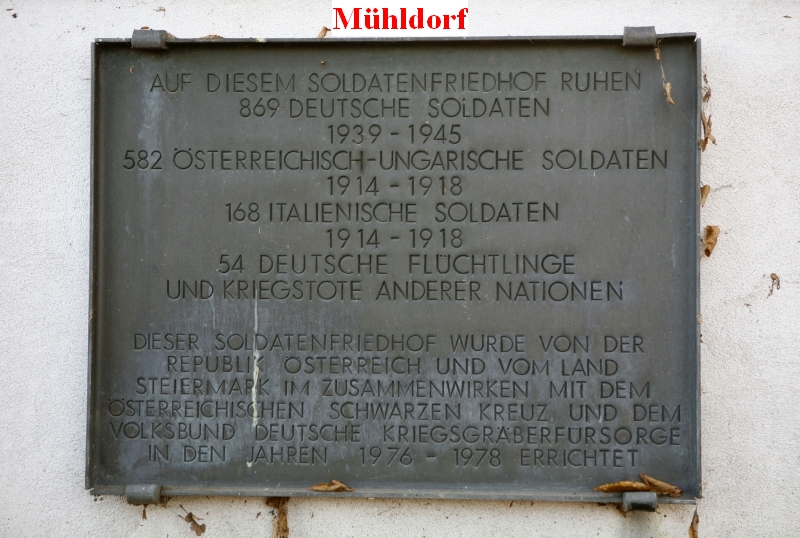 Mühldorf
AUF DIESEM SOLDATENFRIEDHOF RUHEN
869 DEUTSCHE SOLDATEN
1939 - 1945
582 ÖSTERREICHISCH-UNGARISCHE SOLDATEN
1914 - 1918
168 ITALIENISCHE SOLDATEN
1914 - 1918
54 DEUTSCHE FLÜCHTLINGE
UND KRIEGSTOTE ANDERER NATIONEN
DIESER SOLDATENFRIEDHOF WURDE VON DER
REPUBLIK ÖSTERREICH UND VOM LAND
STEIERMARK IM ZUSAMMENWIRKEN MIT DEM
ÖSTERREICHISCHEN SCHWARZEN KREUZ UND DEM
VOLKSBUND DEUTSCHE KRIEGSGRÄBERFÜRSORGE
IN DEN JAHREN 1976 - 1978 ERRICHTET